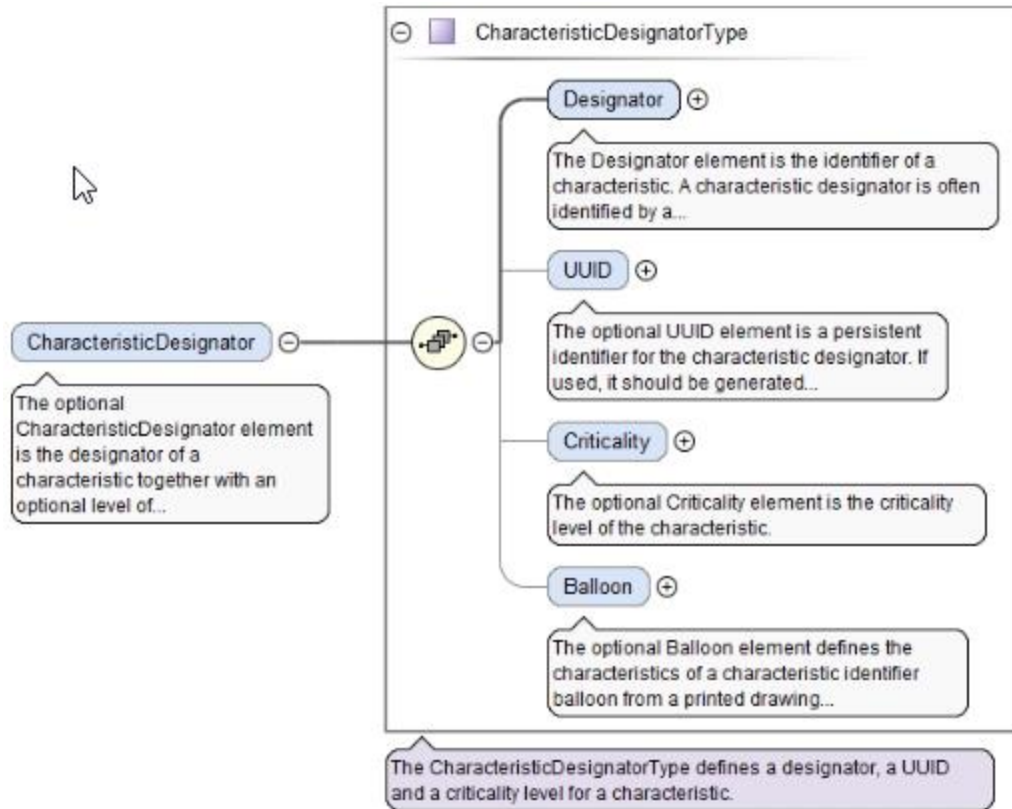 CharacteristicDesignatorType
Designator
The Designator element is the identifier of a
characteristic. A characteristic designator is often
identified by a...
UUID
The optional UUID element is a persistent
identifier for the characteristic designator. If
used, it should be generated...
CharacteristicDesignator
The optional
CharacteristicDesignator element
is the designator of a
characteristic together with an
optional level of...
Criticality
The optional Criticality element is the criticality
level of the characteristic.
Balloon
The optional Balloon element defines the
characteristics of a characteristic identifier
balloon from a printed drawing...
The CharacteristicDesignatorType defines a designator, a UUID
and a criticality level for a characteristic.